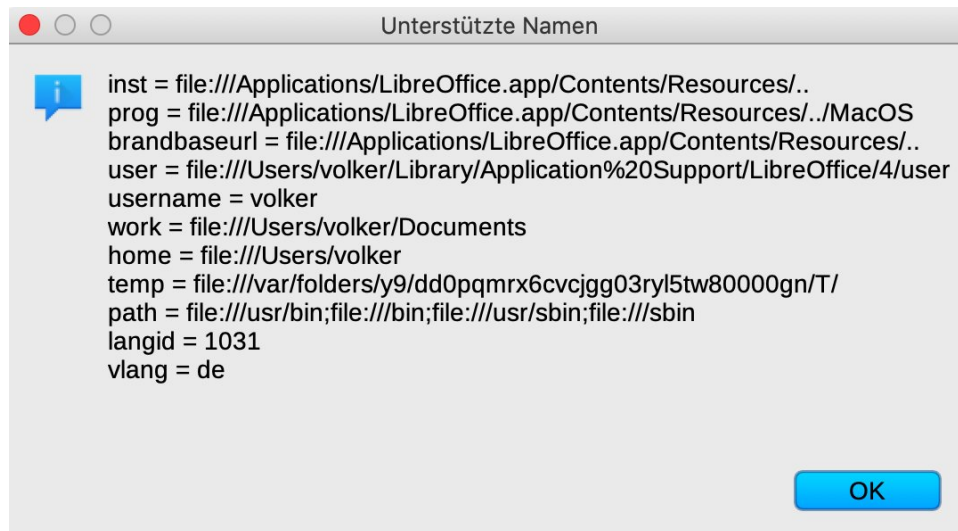 Unterstützte Namen
inst = file:///Applications/LibreOffice.app/Contents/Resources/..
prog = file:///Applications/LibreOffice.app/Contents/Resources/../MacOS
brandbaseurl = file:///Applications/LibreOffice.app/Contents/Resources/..
user = file:///Users/volker/Library/Application%20Support/LibreOffice/4/user
username = volker
work = file:///Users/volker/Documents
home = file:///Users/volker
temp = file:///var/folders/y9/dd0pqmrx6cvcjgg03ryl5tw80000gn/T/
path = file:///usr/bin;file:///bin;file:///usr/sbin;file:///sbin
langid = 1031
vlang = de
OK